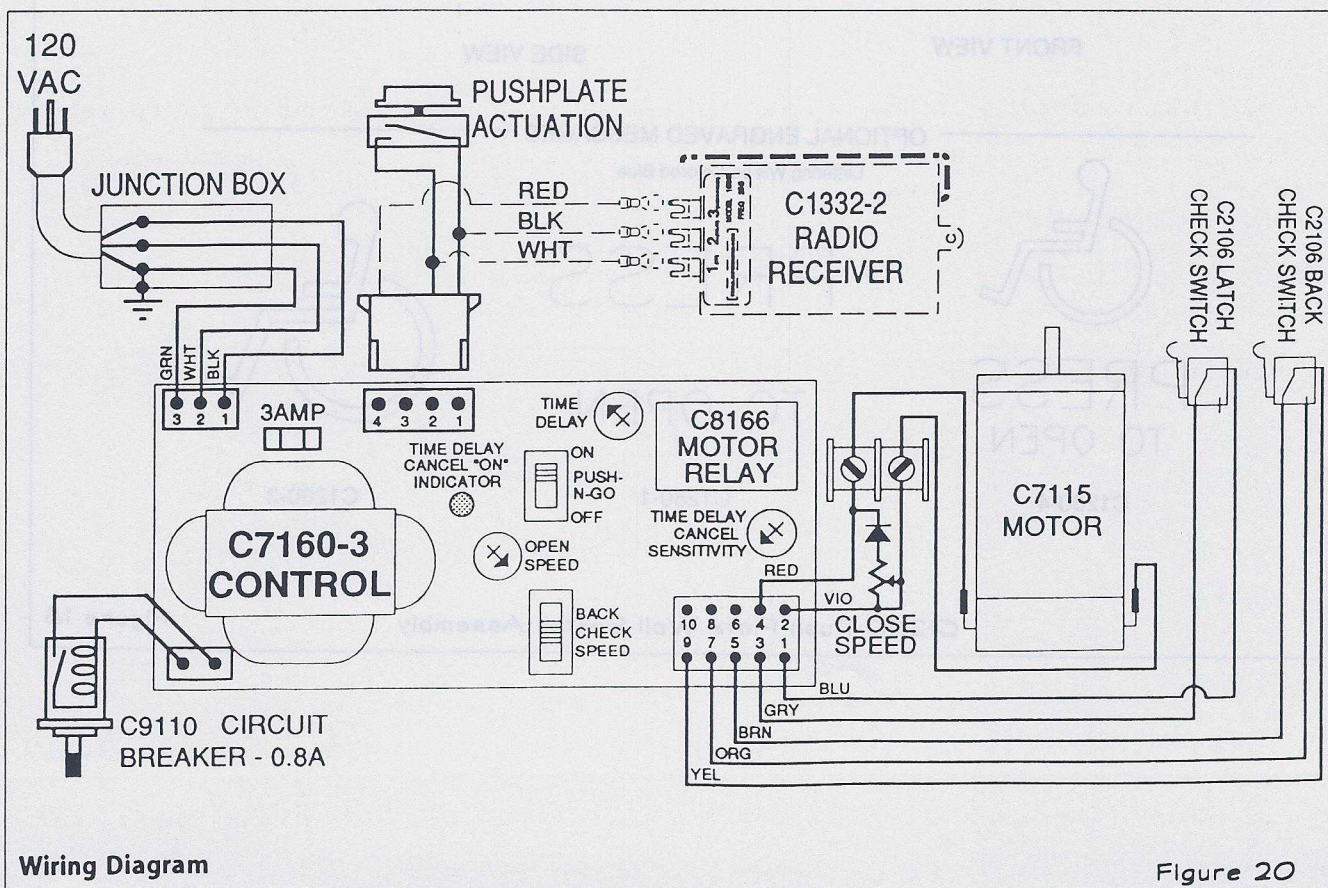 120
VAC
PUSHPLATE
ACTUATION
JUNCTION BOX
RED
BLK
WHT
1 2 3
C1332-2
RADIO
RECEIVER
C2106 LATCH
CHECK SWITCH
C2106 BACK
CHECK SWITCH
GRN
WHT
BLK
3 2 1
3AMP
4 3 2 1
TIME
DELAY
C8166
MOTOR
RELAY
TIME DELAY
CANCEL "ON"
INDICATOR
ON
PUSH-
N-GO
OFF
C7115
MOTOR
C7160-3
CONTROL
OPEN
SPEED
TIME DELAY
CANCEL
SENSITIVITY
RED
VIO
BACK
CHECK
SPEED
10 8 6 4 2
9 7 5 3 1
CLOSE
SPEED
BLU
GRY
BRN
ORG
YEL
C9110 CIRCUIT
BREAKER - 0.8A
Wiring Diagram
Figure 20